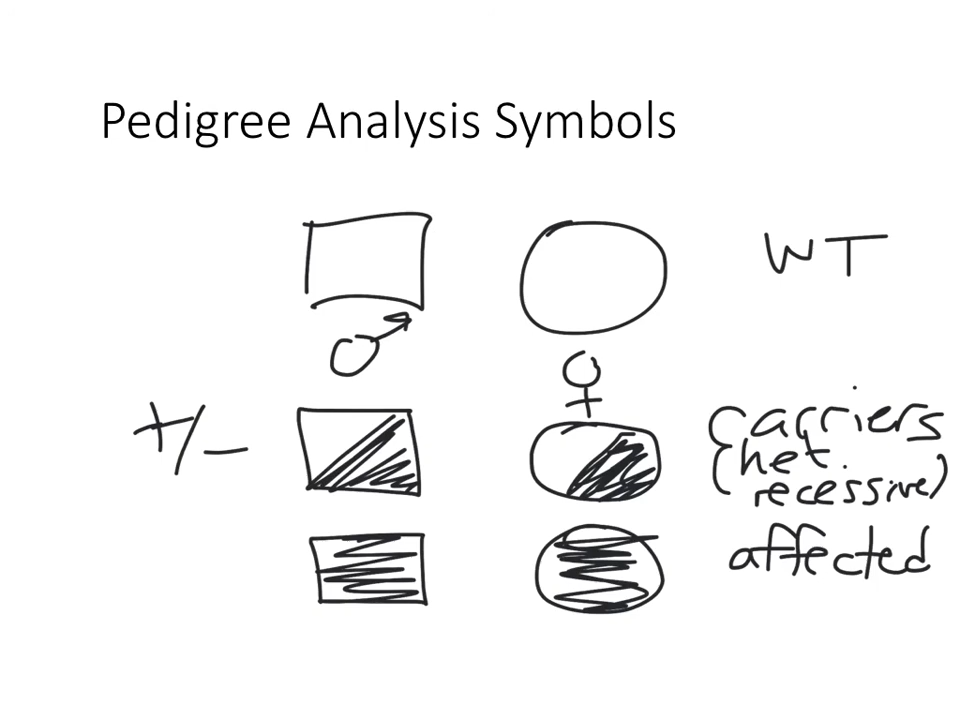 Pedigree Analysis Symbols
WT
♂
♀
+/-
carriers
(het.
recessive)
affected